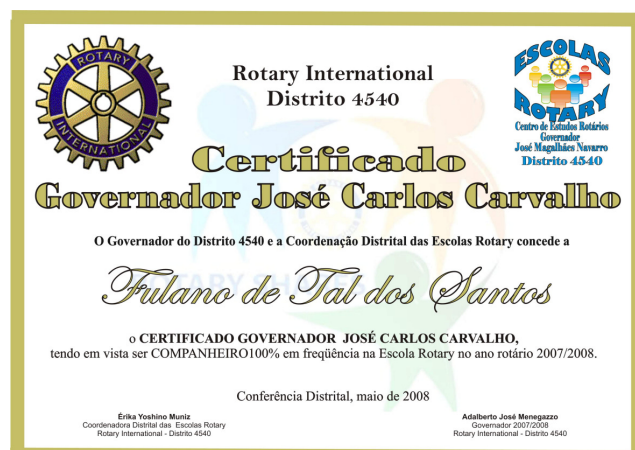 ROTARY
INTERNATIONAL
Rotary International
Distrito 4540
ESCOLAS
ROTARY
Centro de Estudos Rotários
Governador
José Magalhães Navarro
Distrito 4540
Certificado
Governador José Carlos Carvalho
O Governador do Distrito 4540 e a Coordenação Distrital das Escolas Rotary concede a
Fulano de Tal dos Santos
o CERTIFICADO GOVERNADOR JOSÉ CARLOS CARVALHO,
tendo em vista ser COMPANHEIRO100% em freqüência na Escola Rotary no ano rotário 2007/2008.
Conferência Distrital, maio de 2008
Érika Yoshino Muniz
Coordenadora Distrital das Escolas Rotary
Rotary International - Distrito 4540
Adalberto José Menegazzo
Governador 2007/2008
Rotary International - Distrito 4540